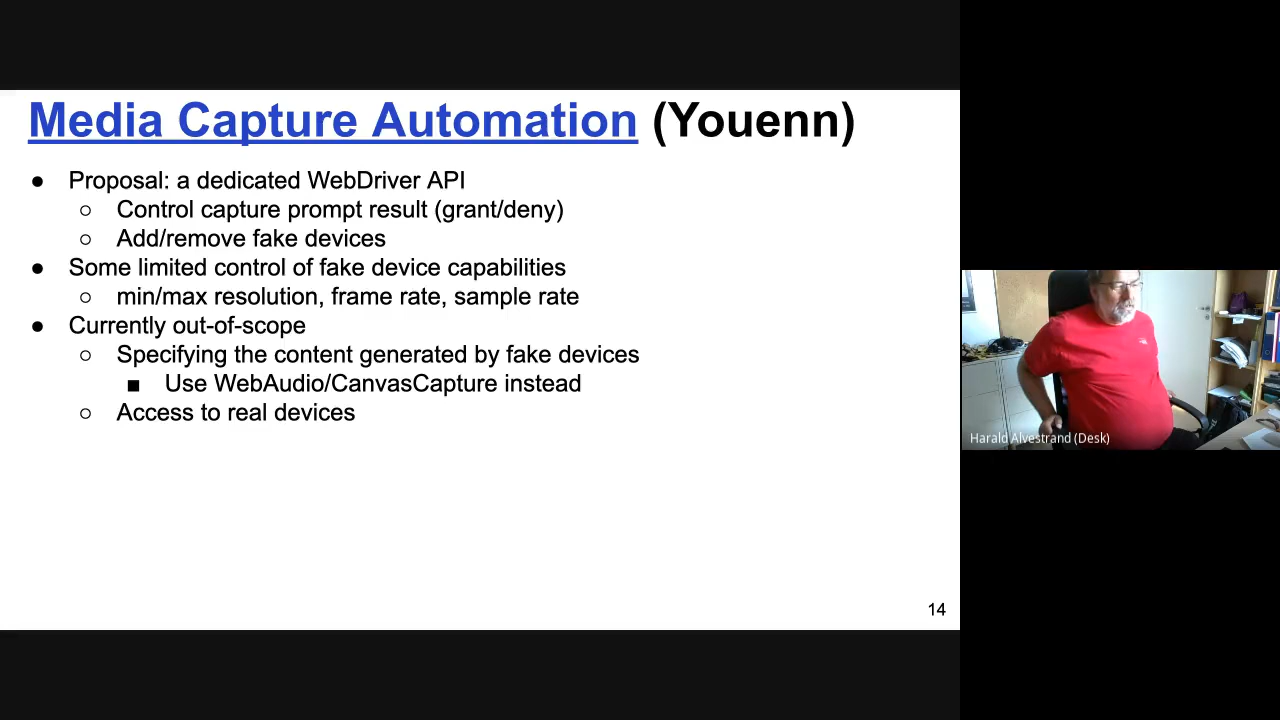 Media Capture Automation (Youenn)
● Proposal: a dedicated WebDriver API
○ Control capture prompt result (grant/deny)
○ Add/remove fake devices
● Some limited control of fake device capabilities
○ min/max resolution, frame rate, sample rate
● Currently out-of-scope
○ Specifying the content generated by fake devices
■ Use WebAudio/CanvasCapture instead
○ Access to real devices
14
Harald Alvestrand (Desk)